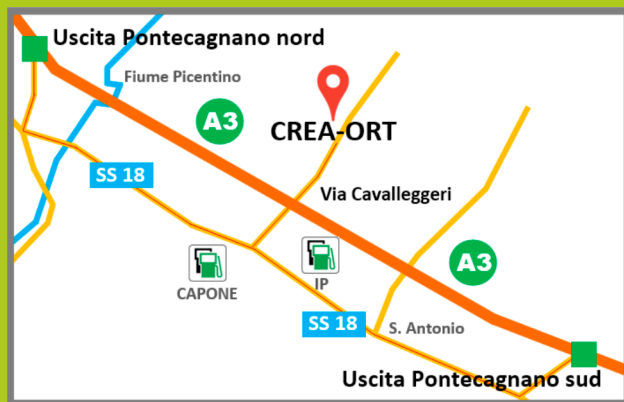 Uscita Pontecagnano nord
Fiume Picentino
A3
CREA-ORT
SS 18
Via Cavalleggeri
A3
CAPONE
IP
SS 18
S. Antonio
Uscita Pontecagnano sud